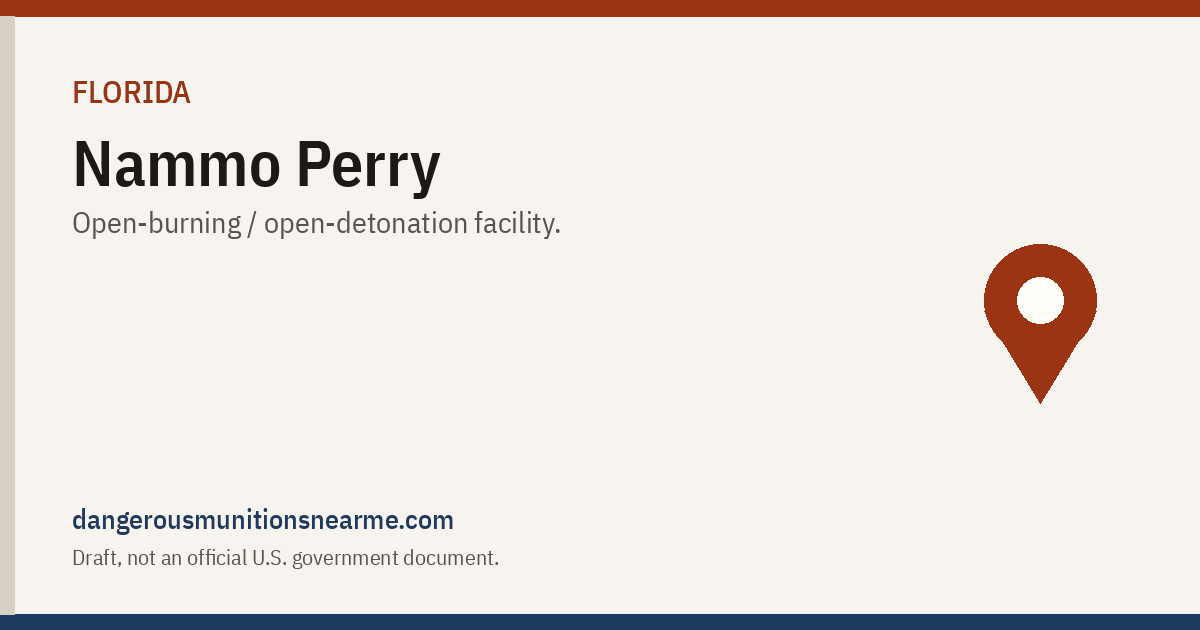 FLORIDA
Nammo Perry
Open-burning / open-detonation facility.
dangerousmunitionsnearme.com
Draft, not an official U.S. government document.